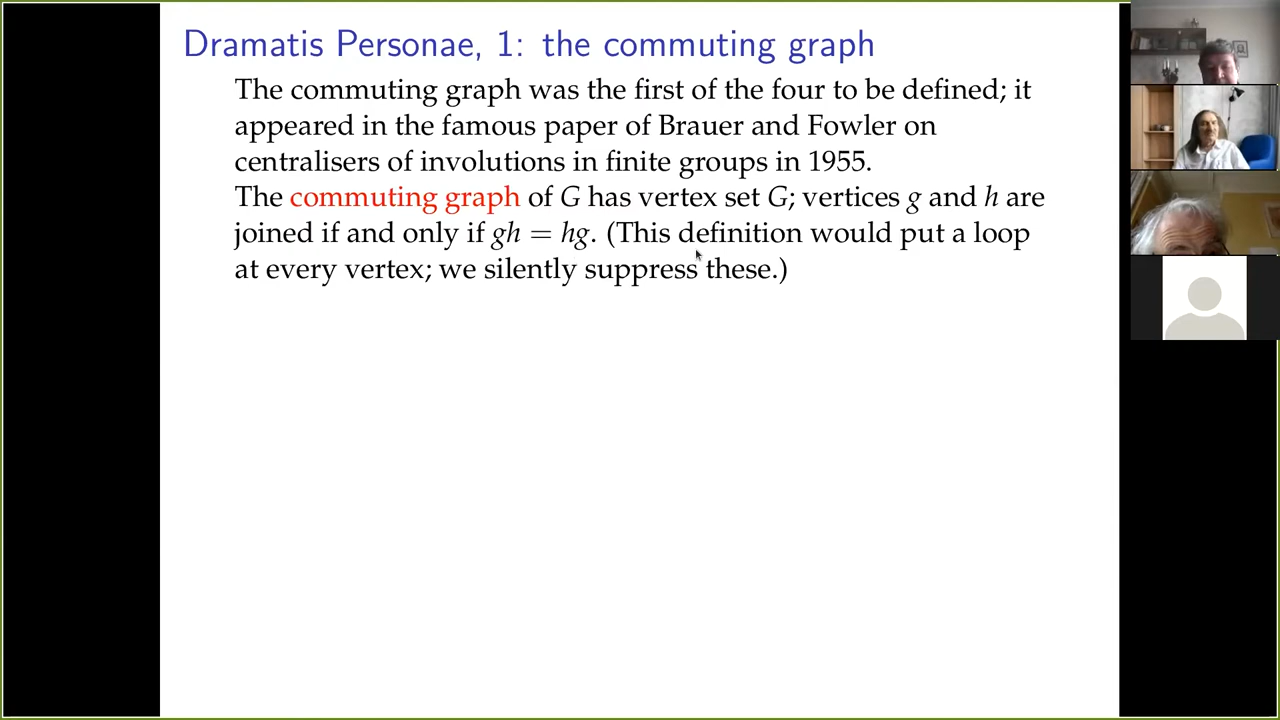 Dramatis Personae, 1: the commuting graph
The commuting graph was the first of the four to be defined; it
appeared in the famous paper of Brauer and Fowler on
centralisers of involutions in finite groups in 1955.
The commuting graph of G has vertex set G; vertices g and h are
joined if and only if gh = hg. (This definition would put a loop
at every vertex; we silently suppress these.)